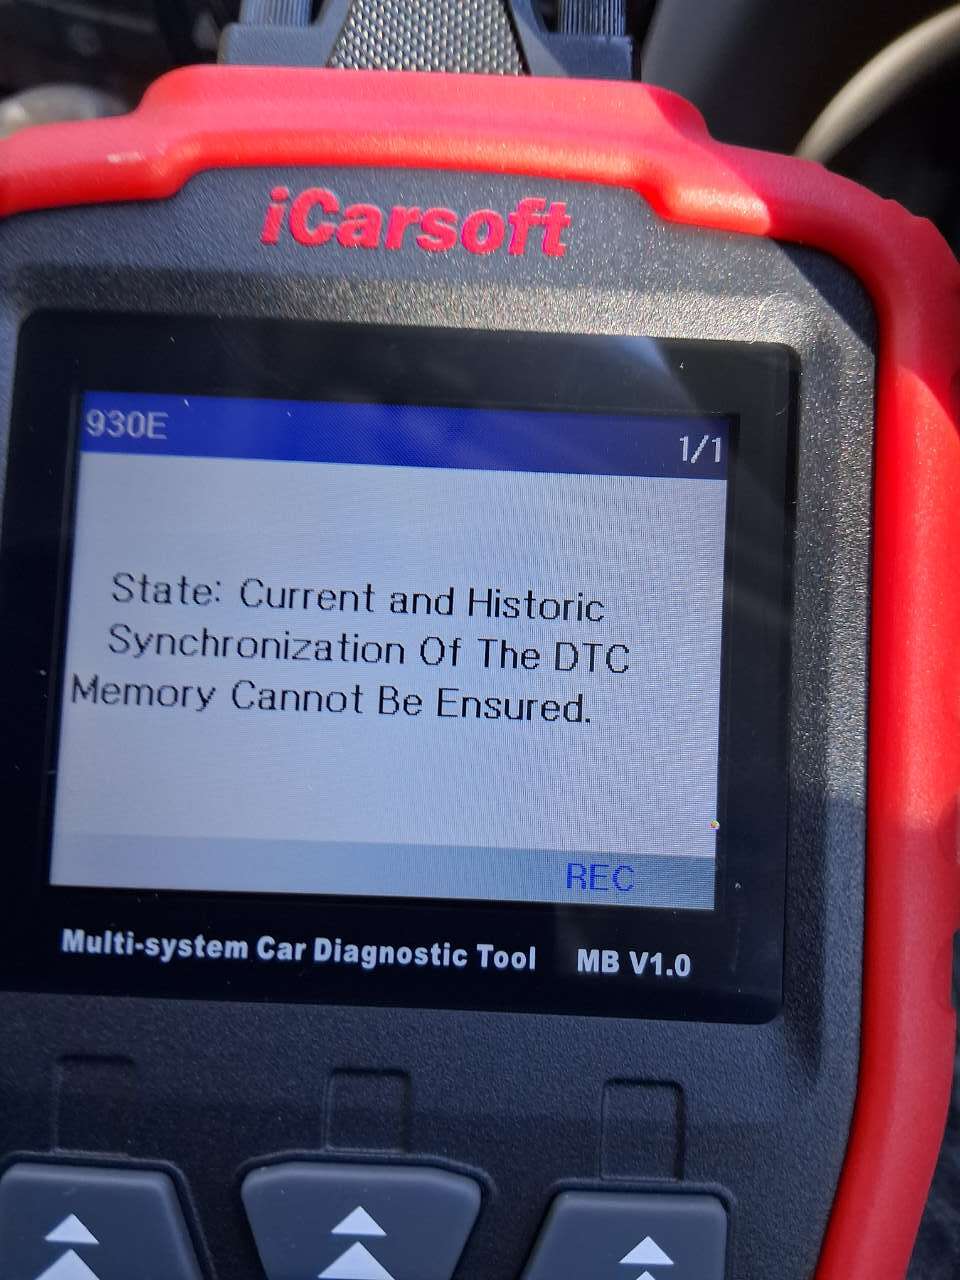 iCarsoft
930E
1/1
State: Current and Historic
Synchronization Of The DTC
Memory Cannot Be Ensured.
REC
Multi-system Car Diagnostic Tool MB V1.0